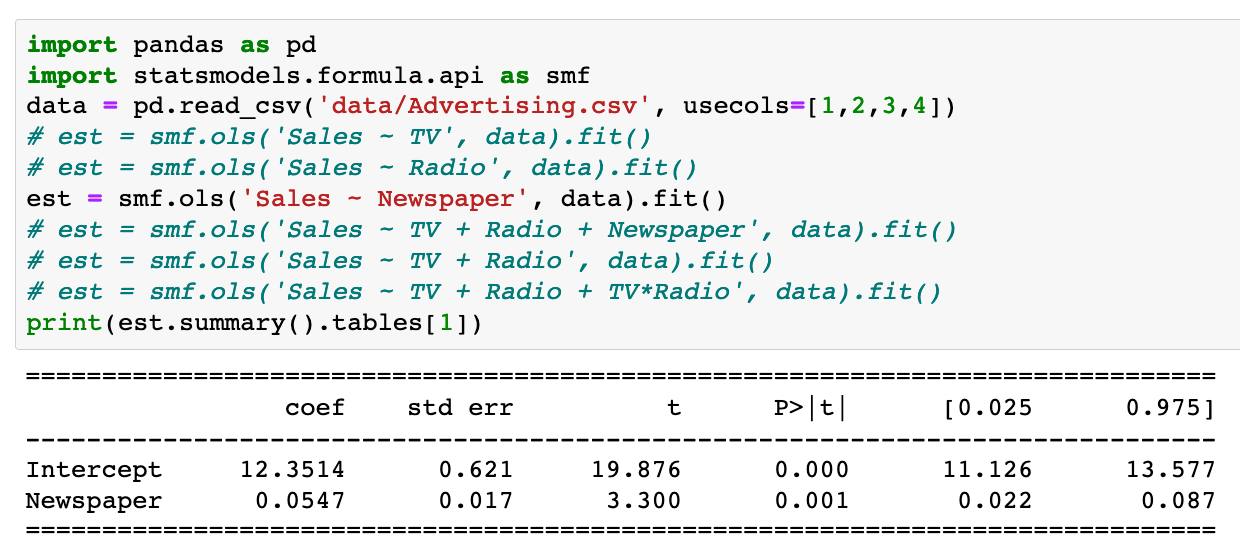 import pandas as pd
import statsmodels.formula.api as smf
data = pd.read_csv('data/Advertising.csv', usecols=[1,2,3,4])
# est = smf.ols('Sales ~ TV', data).fit()
# est = smf.ols('Sales ~ Radio', data).fit()
est = smf.ols('Sales ~ Newspaper', data).fit()
# est = smf.ols('Sales ~ TV + Radio + Newspaper', data).fit()
# est = smf.ols('Sales ~ TV + Radio', data).fit()
# est = smf.ols('Sales ~ TV + Radio + TV*Radio', data).fit()
print(est.summary().tables[1])
==============================================================================
                 coef    std err          t      P>|t|      [0.025      0.975]
------------------------------------------------------------------------------
Intercept     12.3514      0.621     19.876      0.000      11.126      13.577
Newspaper      0.0547      0.017      3.300      0.001       0.022       0.087
==============================================================================